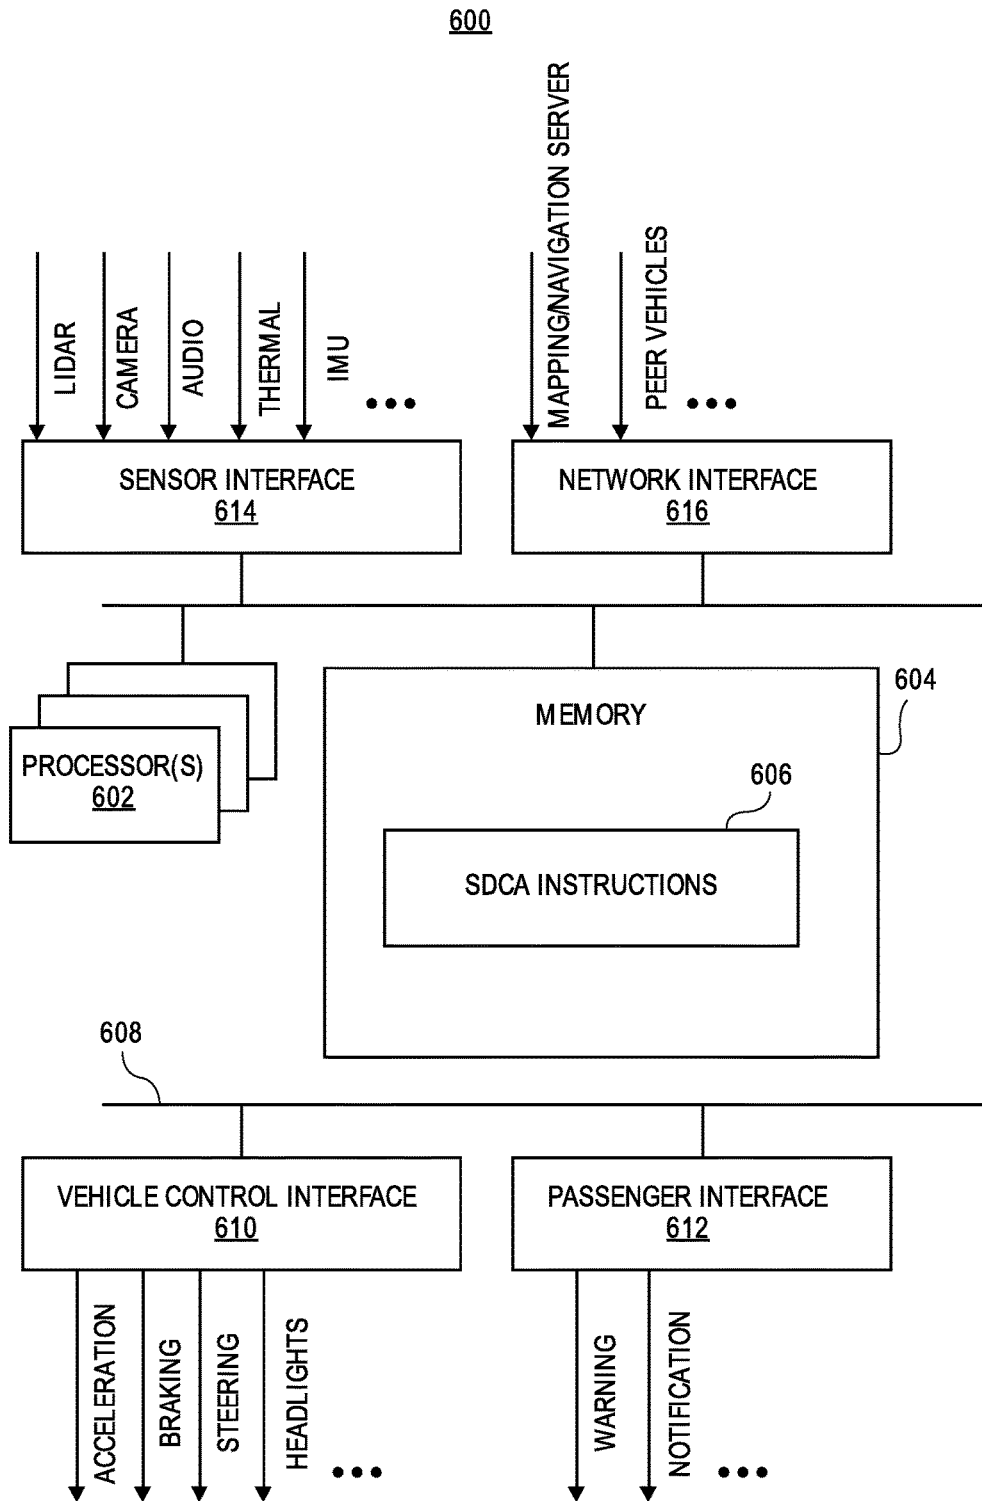 600
LIDAR
CAMERA
AUDIO
THERMAL
IMU
MAPPING/NAVIGATION SERVER
PEER VEHICLES
SENSOR INTERFACE
614
NETWORK INTERFACE
616
PROCESSOR(S)
602
MEMORY
604
606
SDCA INSTRUCTIONS
608
VEHICLE CONTROL INTERFACE
610
PASSENGER INTERFACE
612
ACCELERATION
BRAKING
STEERING
HEADLIGHTS
WARNING
NOTIFICATION